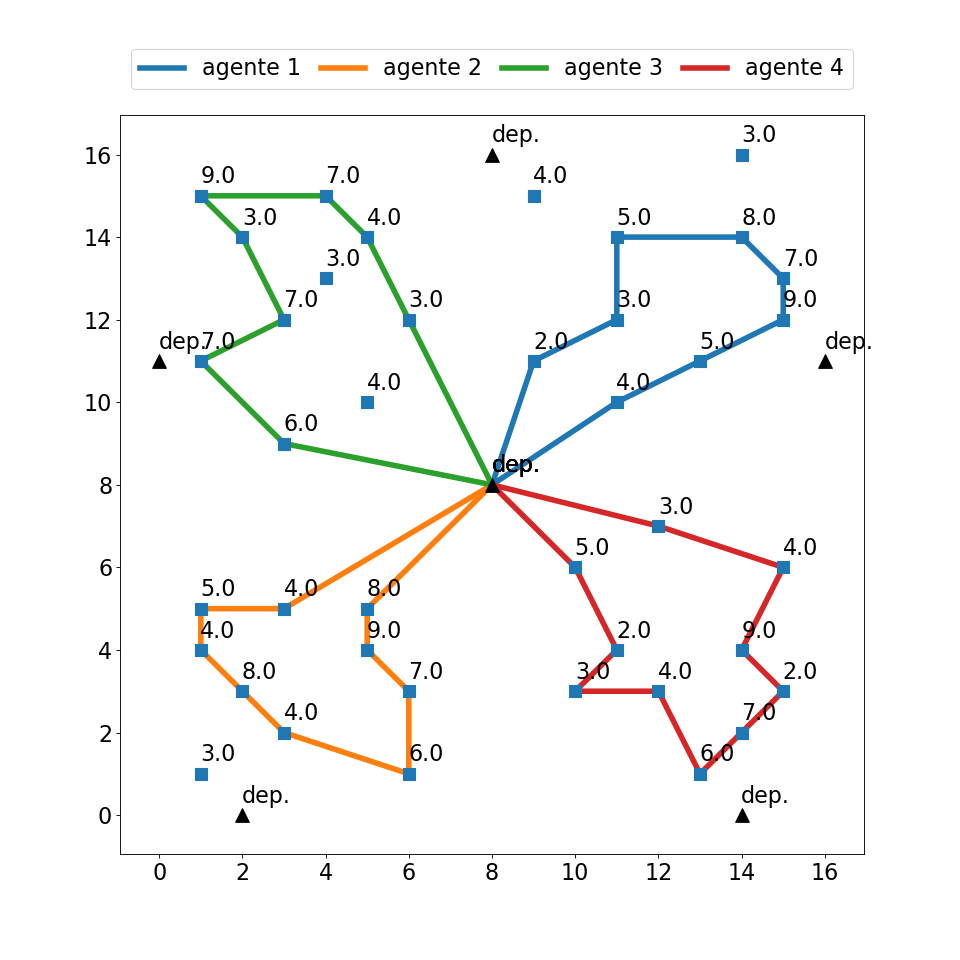 agente 1 agente 2 agente 3 agente 4
dep. 3.0
16
9.0 7.0 4.0
3.0 4.0 5.0 8.0
14
3.0 7.0
7.0 3.0 3.0 9.0
12
dep. 7.0 2.0 5.0 dep.
4.0 4.0
10
6.0
dep.
8
3.0
5.0 4.0
6
5.0 4.0 8.0
4.0 9.0 2.0 9.0
4
8.0 7.0 3.0 4.0 2.0
4.0 7.0
2
3.0 6.0 6.0
dep. dep.
0
0 2 4 6 8 10 12 14 16